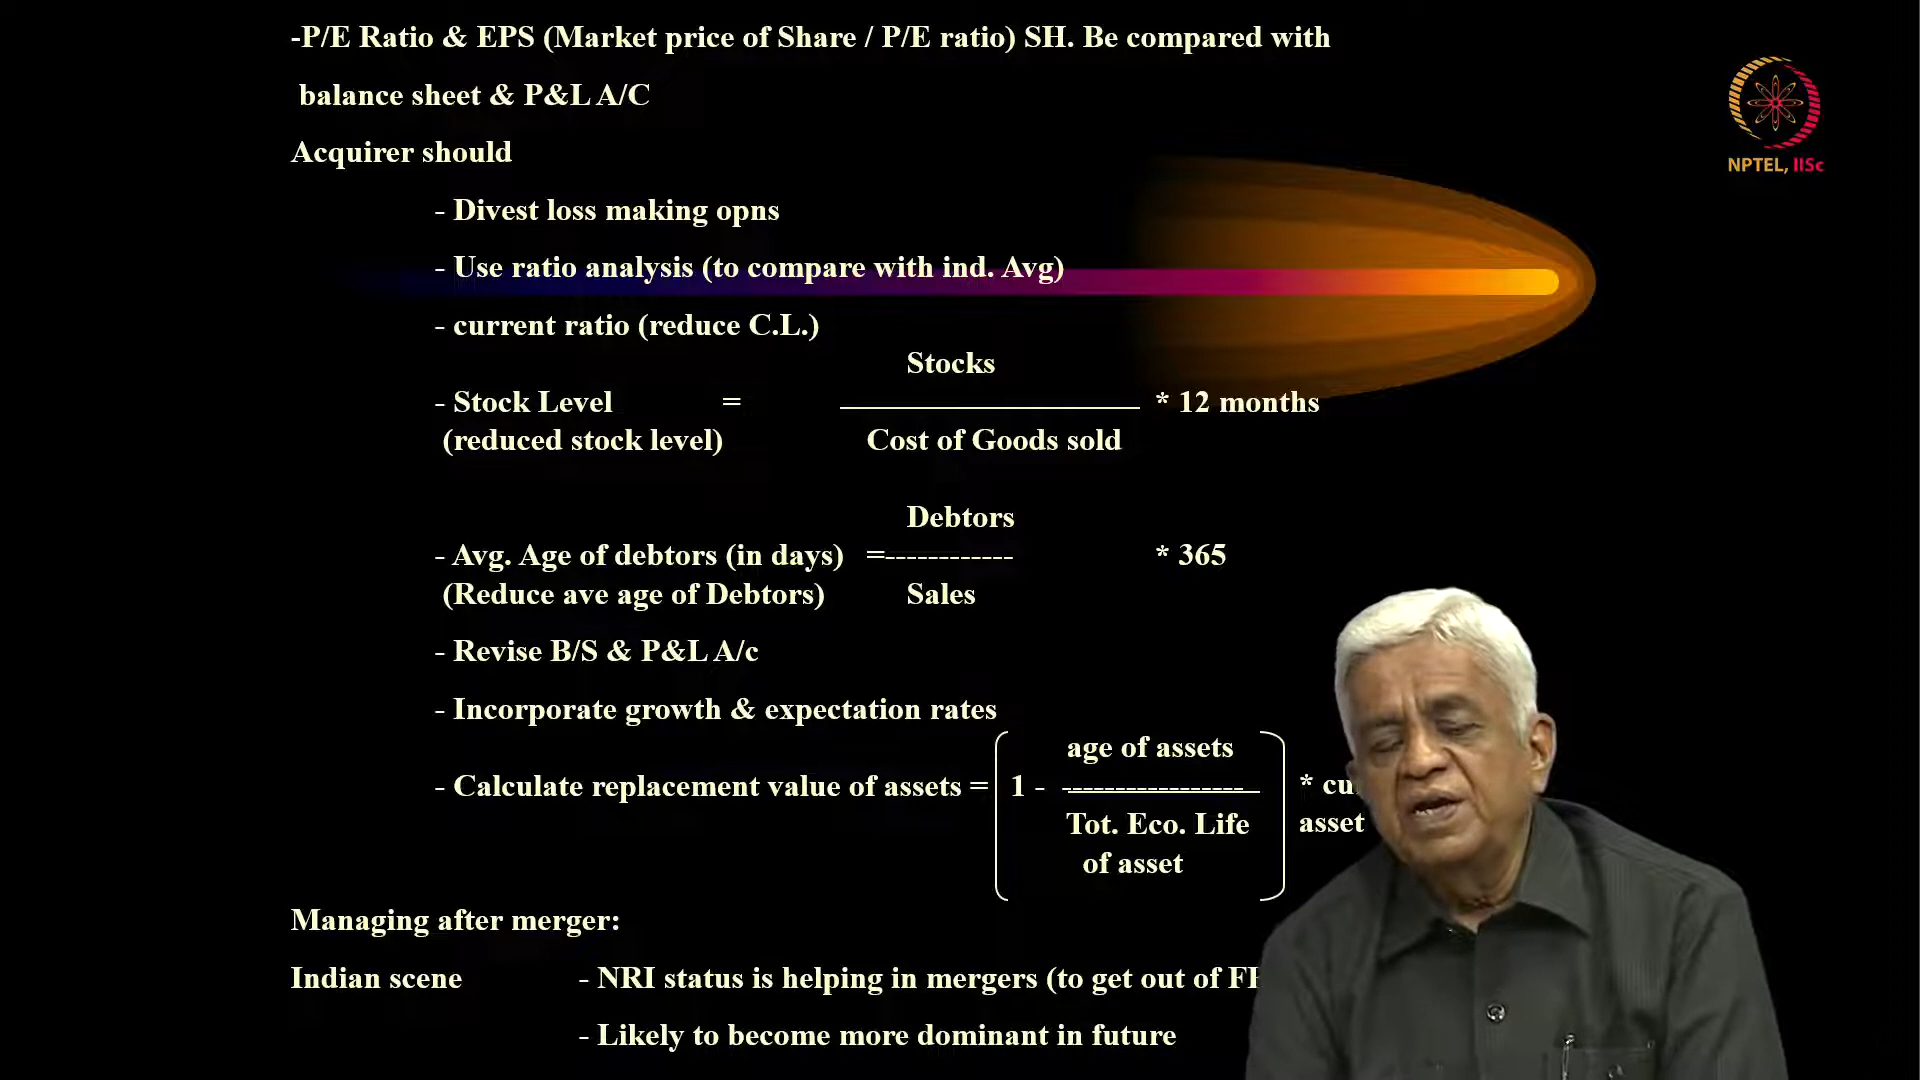 -P/E Ratio & EPS (Market price of Share / P/E ratio) SH. Be compared with
balance sheet & P&L A/C
NPTEL, IISc
Acquirer should
- Divest loss making opns
- Use ratio analysis (to compare with ind. Avg)
- current ratio (reduce C.L.)
Stocks
- Stock Level = * 12 months
(reduced stock level) Cost of Goods sold
Debtors
- Avg. Age of debtors (in days) =------------ * 365
(Reduce ave age of Debtors) Sales
- Revise B/S & P&L A/c
- Incorporate growth & expectation rates
age of assets
- Calculate replacement value of assets = 1 - ----------------- *
Tot. Eco. Life asset
of asset
Managing after merger:
Indian scene - NRI status is helping in mergers (to get out of
- Likely to become more dominant in future